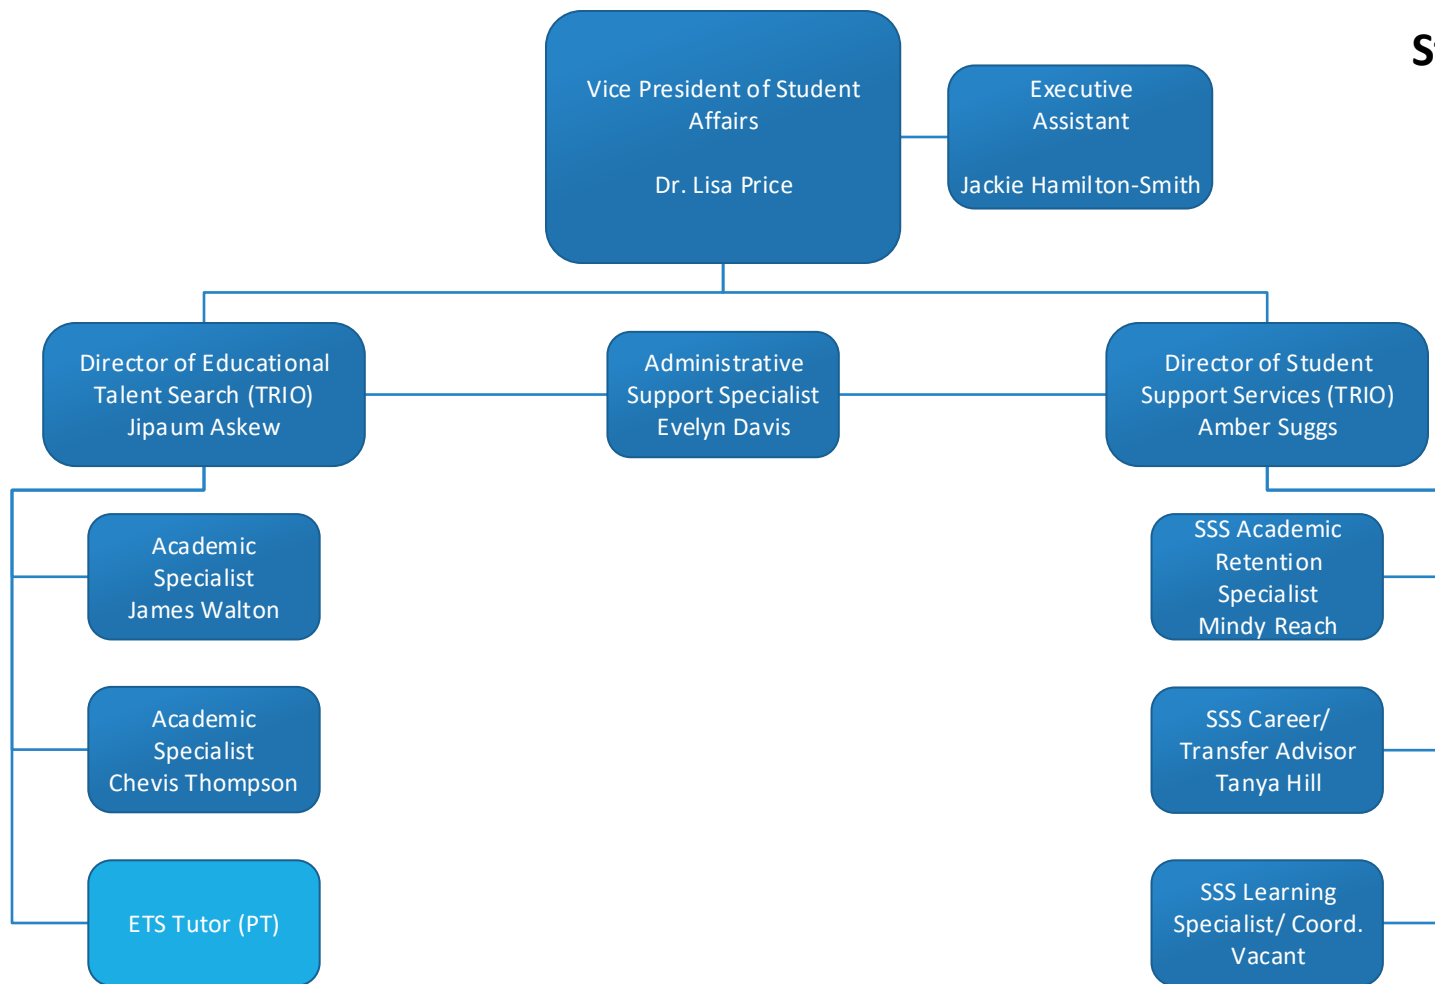 Vice President of Student
Affairs
Dr. Lisa Price
Executive
Assistant
Jackie Hamilton-Smith
Director of Educational
Talent Search (TRIO)
Jipaum Askew
Administrative
Support Specialist
Evelyn Davis
Director of Student
Support Services (TRIO)
Amber Suggs
Academic
Specialist
James Walton
SSS Academic
Retention
Specialist
Mindy Reach
Academic
Specialist
Chevis Thompson
SSS Career/
Transfer Advisor
Tanya Hill
ETS Tutor (PT)
SSS Learning
Specialist/ Coord.
Vacant